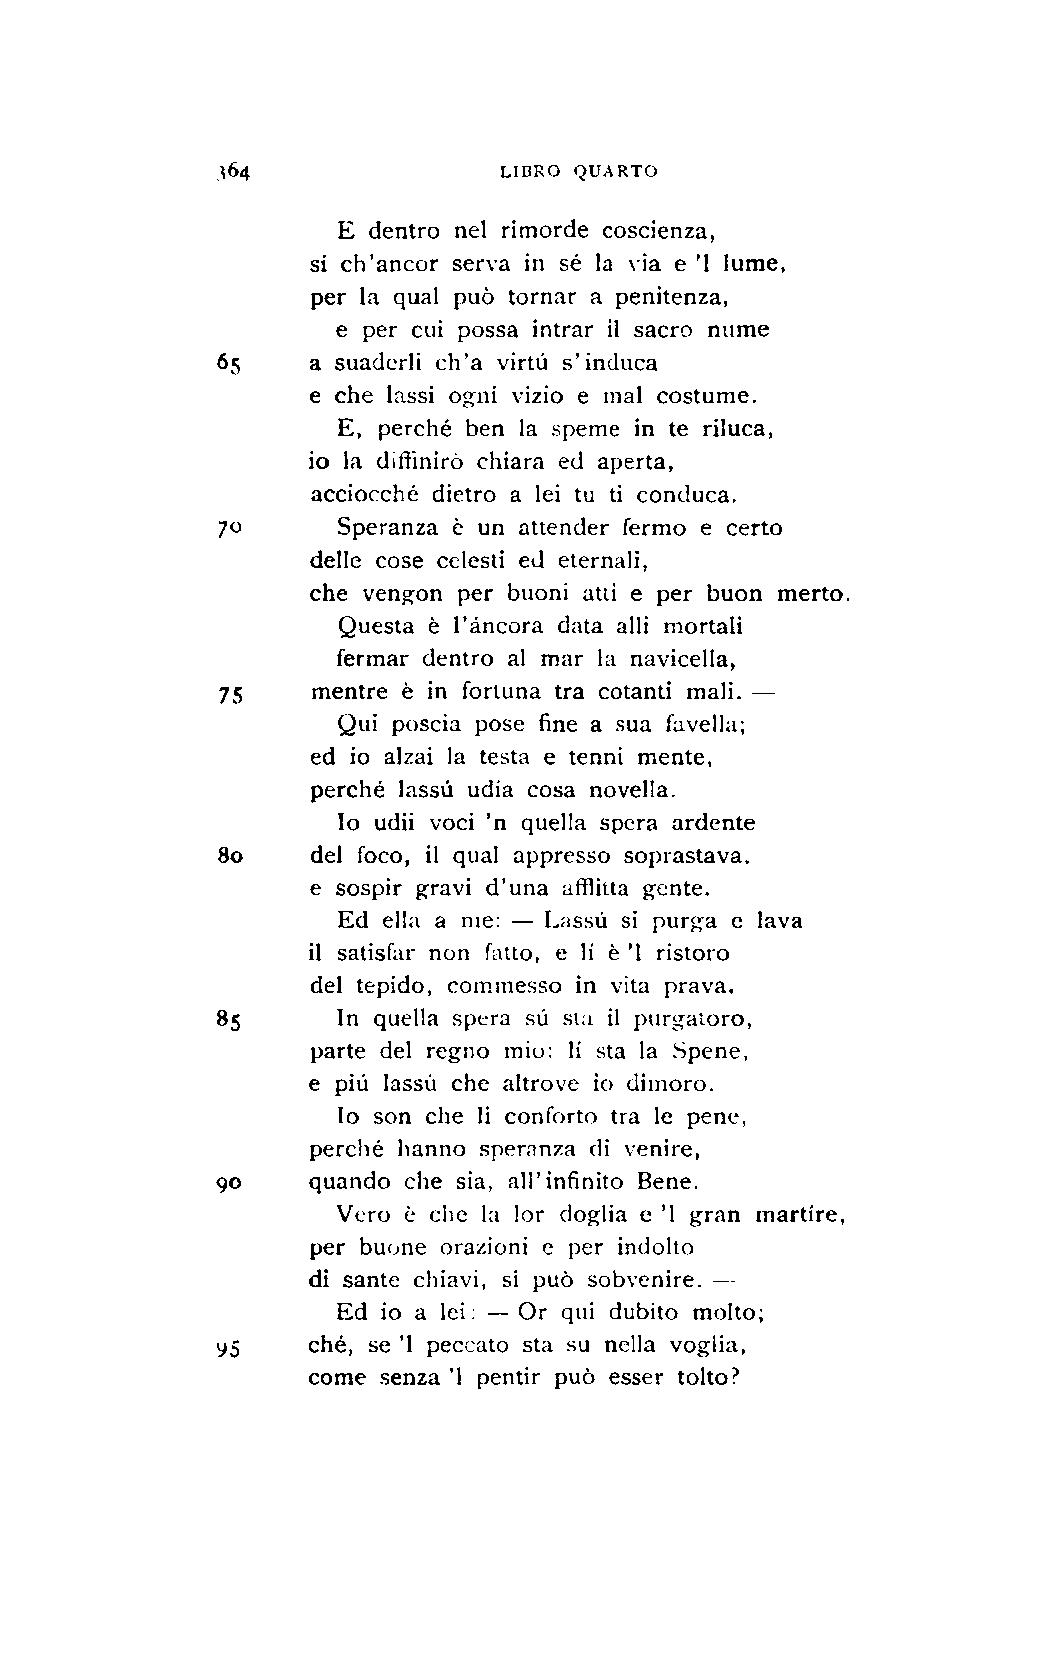 364 LIBRO QUARTO
E dentro nel rimorde coscienza,
sí ch'ancor serva in sé la via e 'l lume,
per la qual può tornar a penitenza,
e per cui possa intrar il sacro nume
65 a suaderli ch'a virtú s'induca
e che lassi ogni vizio e mal costume.
E, perché ben la speme in te riluca,
io la diffinirò chiara ed aperta,
acciocché dietro a lei tu ti conduca.
70 Speranza è un attender fermo e certo
delle cose celesti ed eternali,
che vengon per buoni atti e per buon merto.
Questa è l'áncora data alli mortali
fermar dentro al mar la navicella,
75 mentre è in fortuna tra cotanti mali. —
Qui poscia pose fine a sua favella;
ed io alzai la testa e tenni mente,
perché lassú udía cosa novella.
Io udii voci 'n quella spera ardente
80 del foco, il qual appresso soprastava,
e sospir gravi d'una afflitta gente.
Ed ella a me: — Lassú si purga e lava
il satisfar non fatto, e lí è 'l ristoro
del tepido, commesso in vita prava.
85 In quella spera sú sta il purgatoro,
parte del regno mio: lí sta la Spene,
e piú lassú che altrove io dimoro.
Io son che li conforto tra le pene,
perché hanno speranza di venire,
90 quando che sia, all'infinito Bene.
Vero è che la lor doglia e 'l gran martíre,
per buone orazioni e per indolto
di sante chiavi, si può sobvenire. —
Ed io a lei: — Or qui dubito molto;
95 ché, se 'l peccato sta su nella voglia,
come senza 'l pentir può esser tolto?